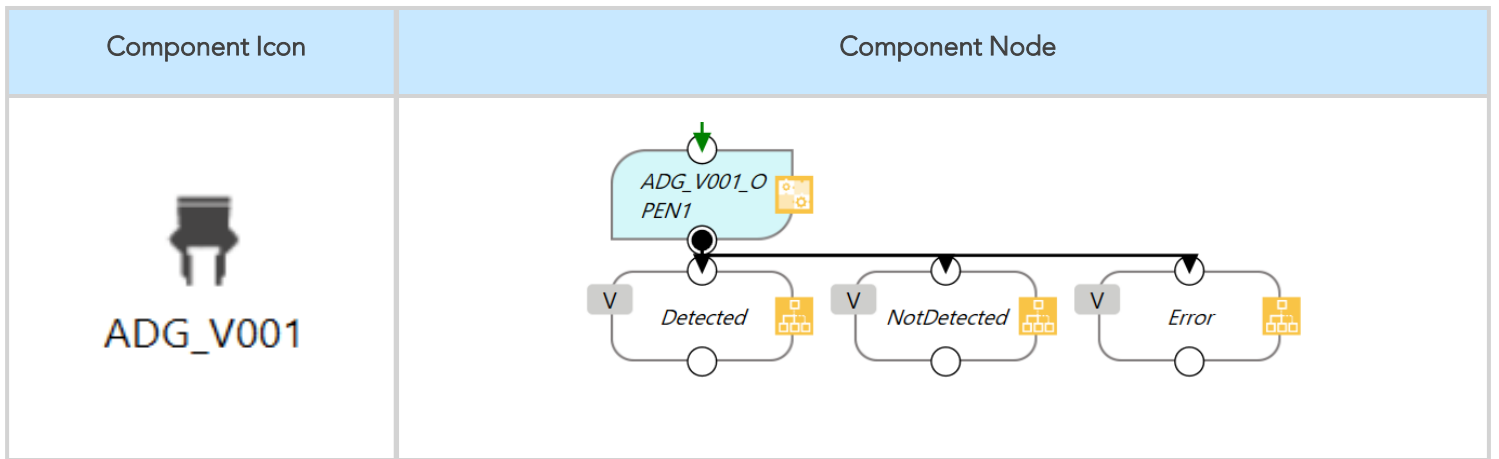 Component Icon
Component Node
ADG_V001
ADG_V001_O
PEN1
V
Detected
V
NotDetected
V
Error